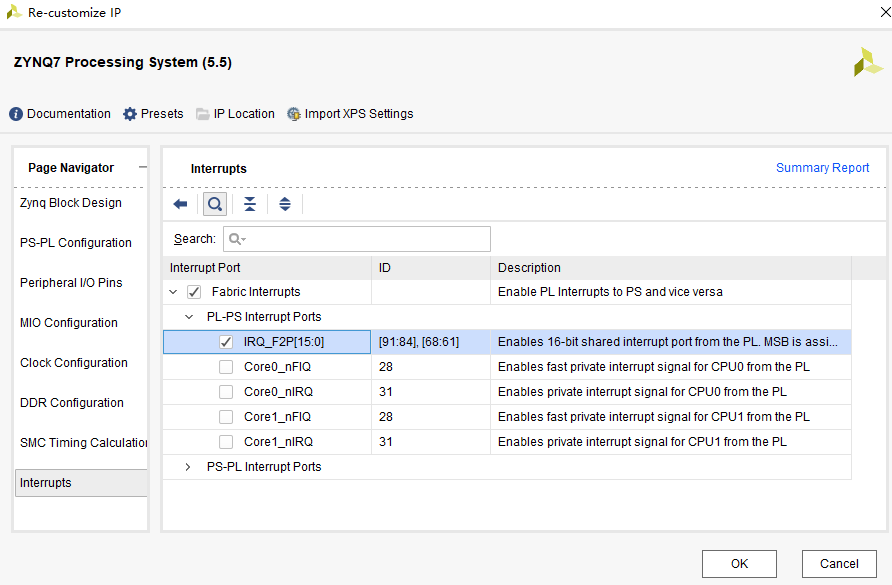 Re-customize IP
ZYNQ7 Processing System (5.5)
Documentation Presets IP Location Import XPS Settings
Page Navigator
Zynq Block Design
PS-PL Configuration
Peripheral I/O Pins
MIO Configuration
Clock Configuration
DDR Configuration
SMC Timing Calculation
Interrupts
Interrupts Summary Report
Search:
Interrupt Port ID Description
Fabric Interrupts Enable PL Interrupts to PS and vice versa
PL-PS Interrupt Ports
IRQ_F2P[15:0] [91:84], [68:61] Enables 16-bit shared interrupt port from the PL. MSB is assi...
Core0_nFIQ 28 Enables fast private interrupt signal for CPU0 from the PL
Core0_nIRQ 31 Enables private interrupt signal for CPU0 from the PL
Core1_nFIQ 28 Enables fast private interrupt signal for CPU1 from the PL
Core1_nIRQ 31 Enables private interrupt signal for CPU1 from the PL
PS-PL Interrupt Ports
OK Cancel